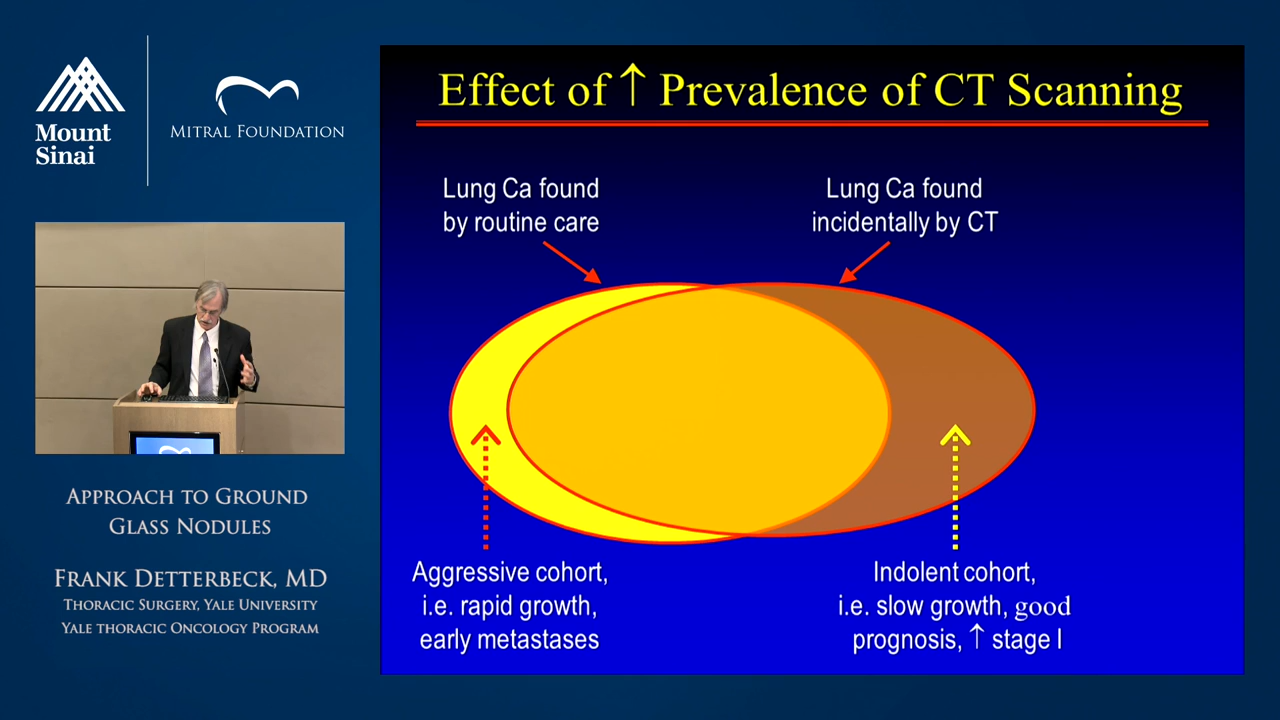 Mount
Sinai
MITRAL FOUNDATION
Effect of ↑ Prevalence of CT Scanning
Lung Ca found
by routine care
Lung Ca found
incidentally by CT
Aggressive cohort,
i.e. rapid growth,
early metastases
Indolent cohort,
i.e. slow growth, good
prognosis, ↑ stage I
APPROACH TO GROUND
GLASS NODULES
FRANK DETTERBECK, MD
THORACIC SURGERY, YALE UNIVERSITY
YALE THORACIC ONCOLOGY PROGRAM